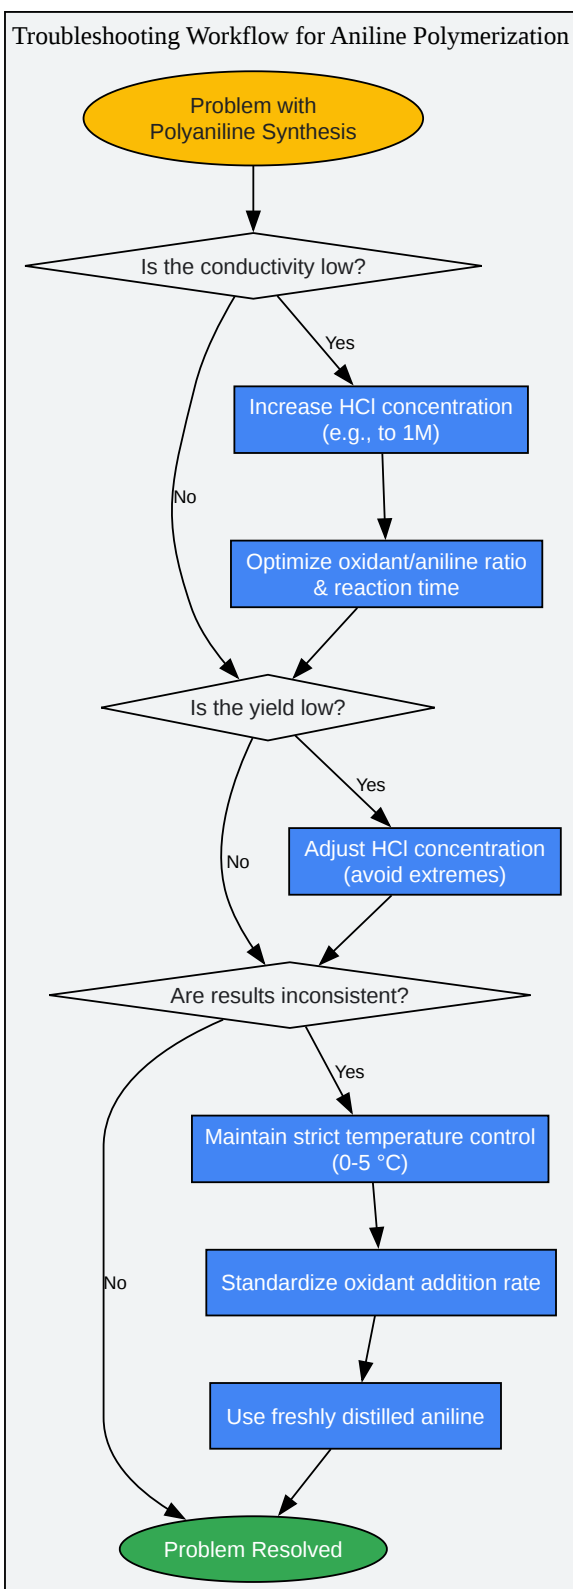 Troubleshooting Workflow for Aniline Polymerization
Problem with
Polyaniline Synthesis
Is the conductivity low?
Yes
Increase HCl concentration
(e.g., to 1M)
No
Optimize oxidant/aniline ratio
& reaction time
Is the yield low?
Yes
Adjust HCl concentration
(avoid extremes)
No
Are results inconsistent?
Yes
Maintain strict temperature control
(0-5 °C)
No
Standardize oxidant addition rate
Use freshly distilled aniline
Problem Resolved